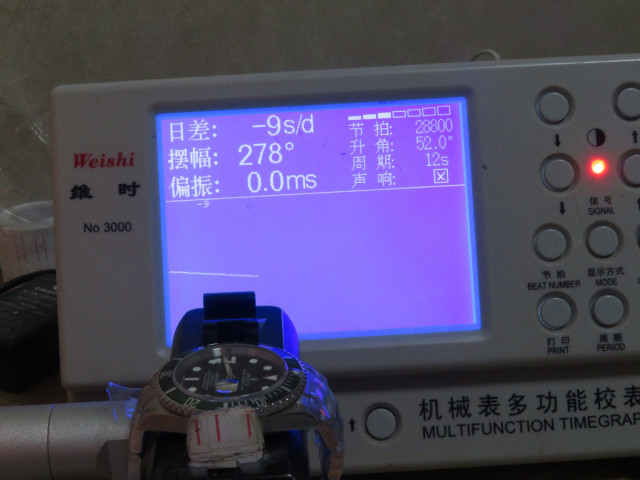 日差: -9s/d
摆幅: 278°
偏振: 0.0ms
节 拍: 28800
升 角: 52.0°
周 期: 12s
声 响:
-9
Weishi
维 时
No 3000
信 号
SIGNAL
节 拍
BEAT NUMBER
显示方式
MODE
打 印
PRINT
周 期
PERIOD
机械表多功能校表
MULTIFUNCTION TIMEGRAP